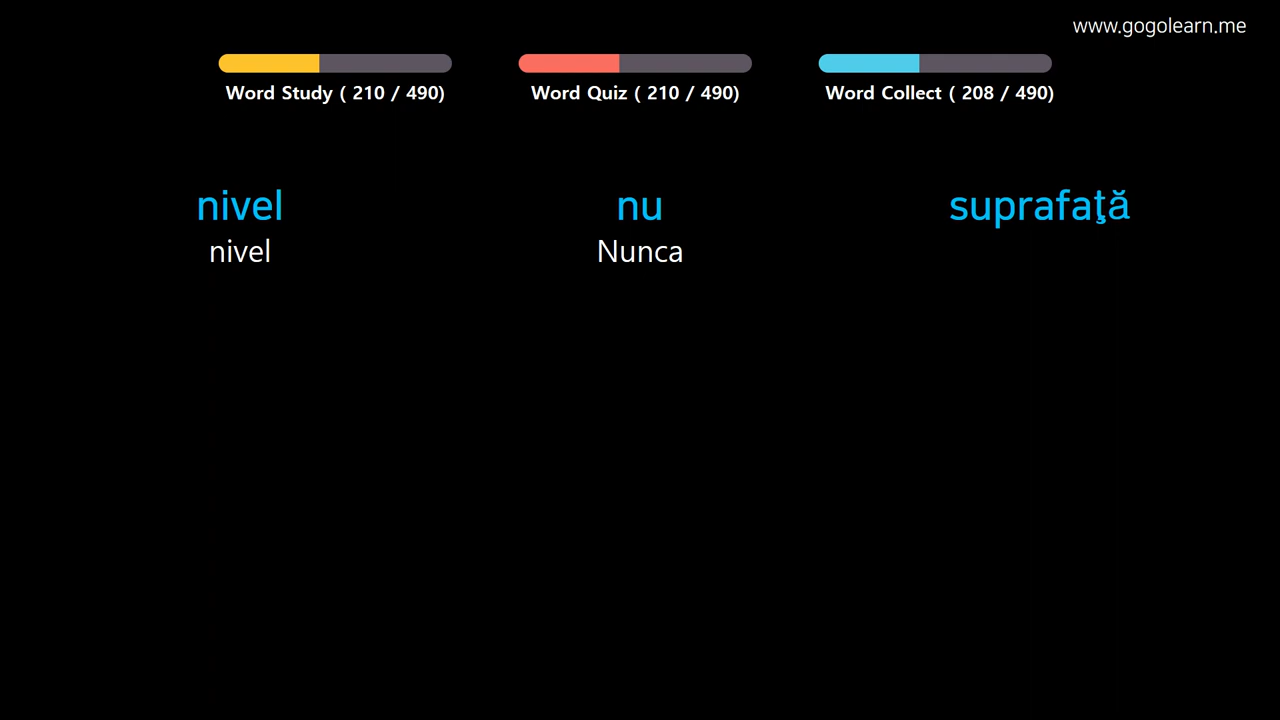 www.gogolearn.me
Word Study ( 210 / 490)
Word Quiz ( 210 / 490)
Word Collect ( 208 / 490)
nivel
nu
suprafaţă
nivel
Nunca